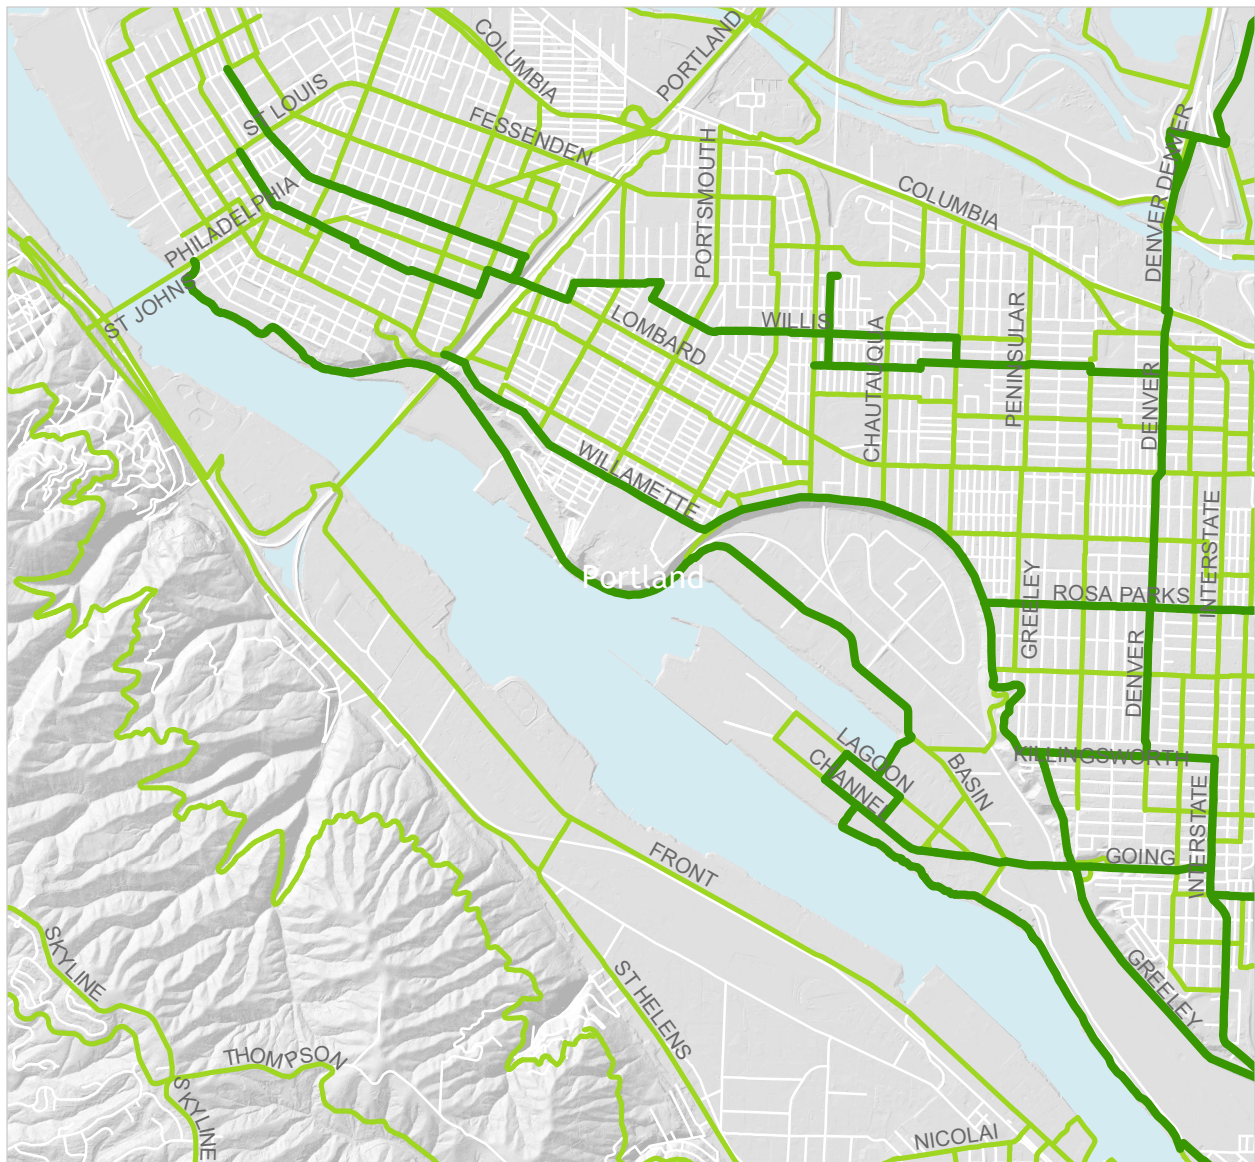 COLUMBIA
PORTLAND
ST LOUIS
FESSENDEN
PORTSMOUTH
DENVER
DENVER
COLUMBIA
PHILADELPHIA
ST JOHNS
LOMBARD
WILLIS
CHAUTAUQUA
PENINSULAR
DENVER
WILLAMETTE
INTERSTATE
Portland
GREELEY
ROSA PARKS
DENVER
LAGOON
CHANNEL
BASIN
KILLINGSWORTH
INTERSTATE
GOING
FRONT
SKYLINE
ST HELENS
GREELEY
THOMPSON
SKYLINE
NICOLAI